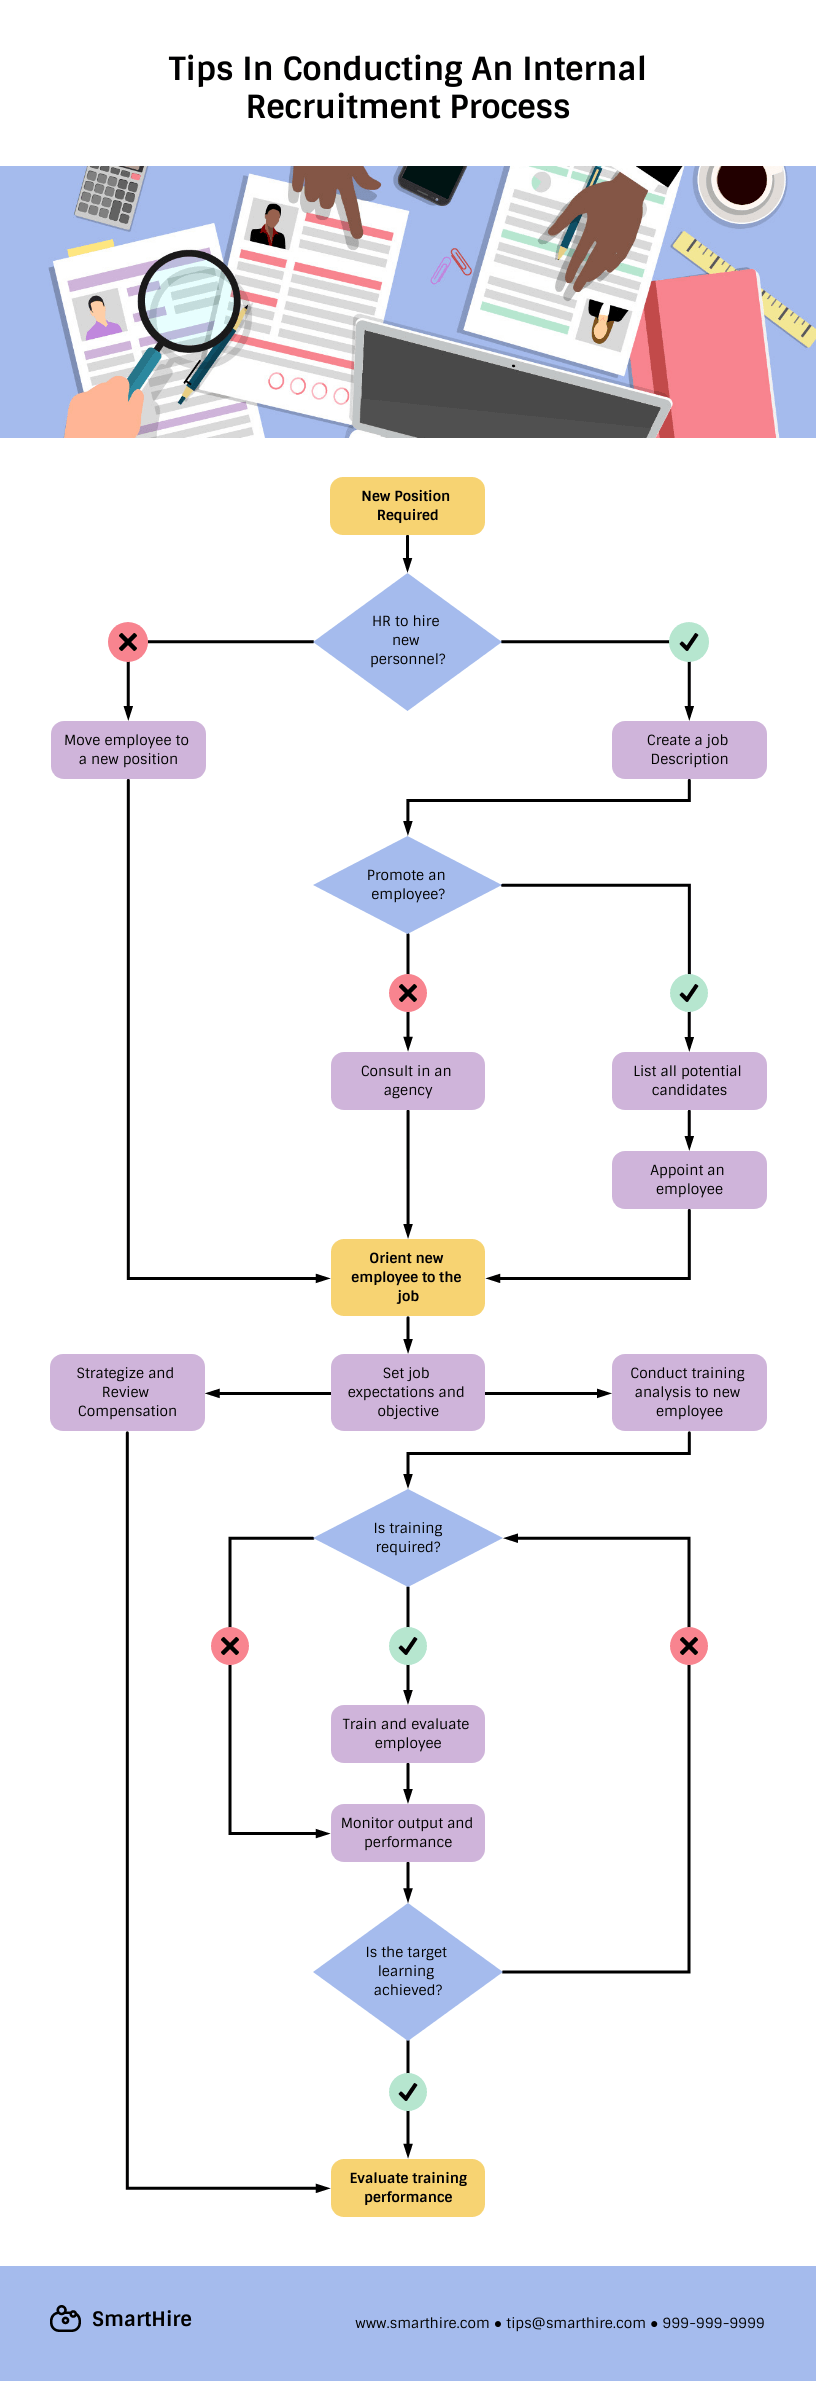 Tips In Conducting An Internal
Recruitment Process
New Position
Required
HR to hire
new
personnel?
Move employee to
a new position
Create a job
Description
Promote an
employee?
Consult in an
agency
List all potential
candidates
Appoint an
employee
Orient new
employee to the
job
Strategize and
Review
Compensation
Set job
expectations and
objective
Conduct training
analysis to new
employee
Is training
required?
Train and evaluate
employee
Monitor output and
performance
Is the target
learning
achieved?
Evaluate training
performance
SmartHire
www.smarthire.com ● tips@smarthire.com ● 999-999-9999